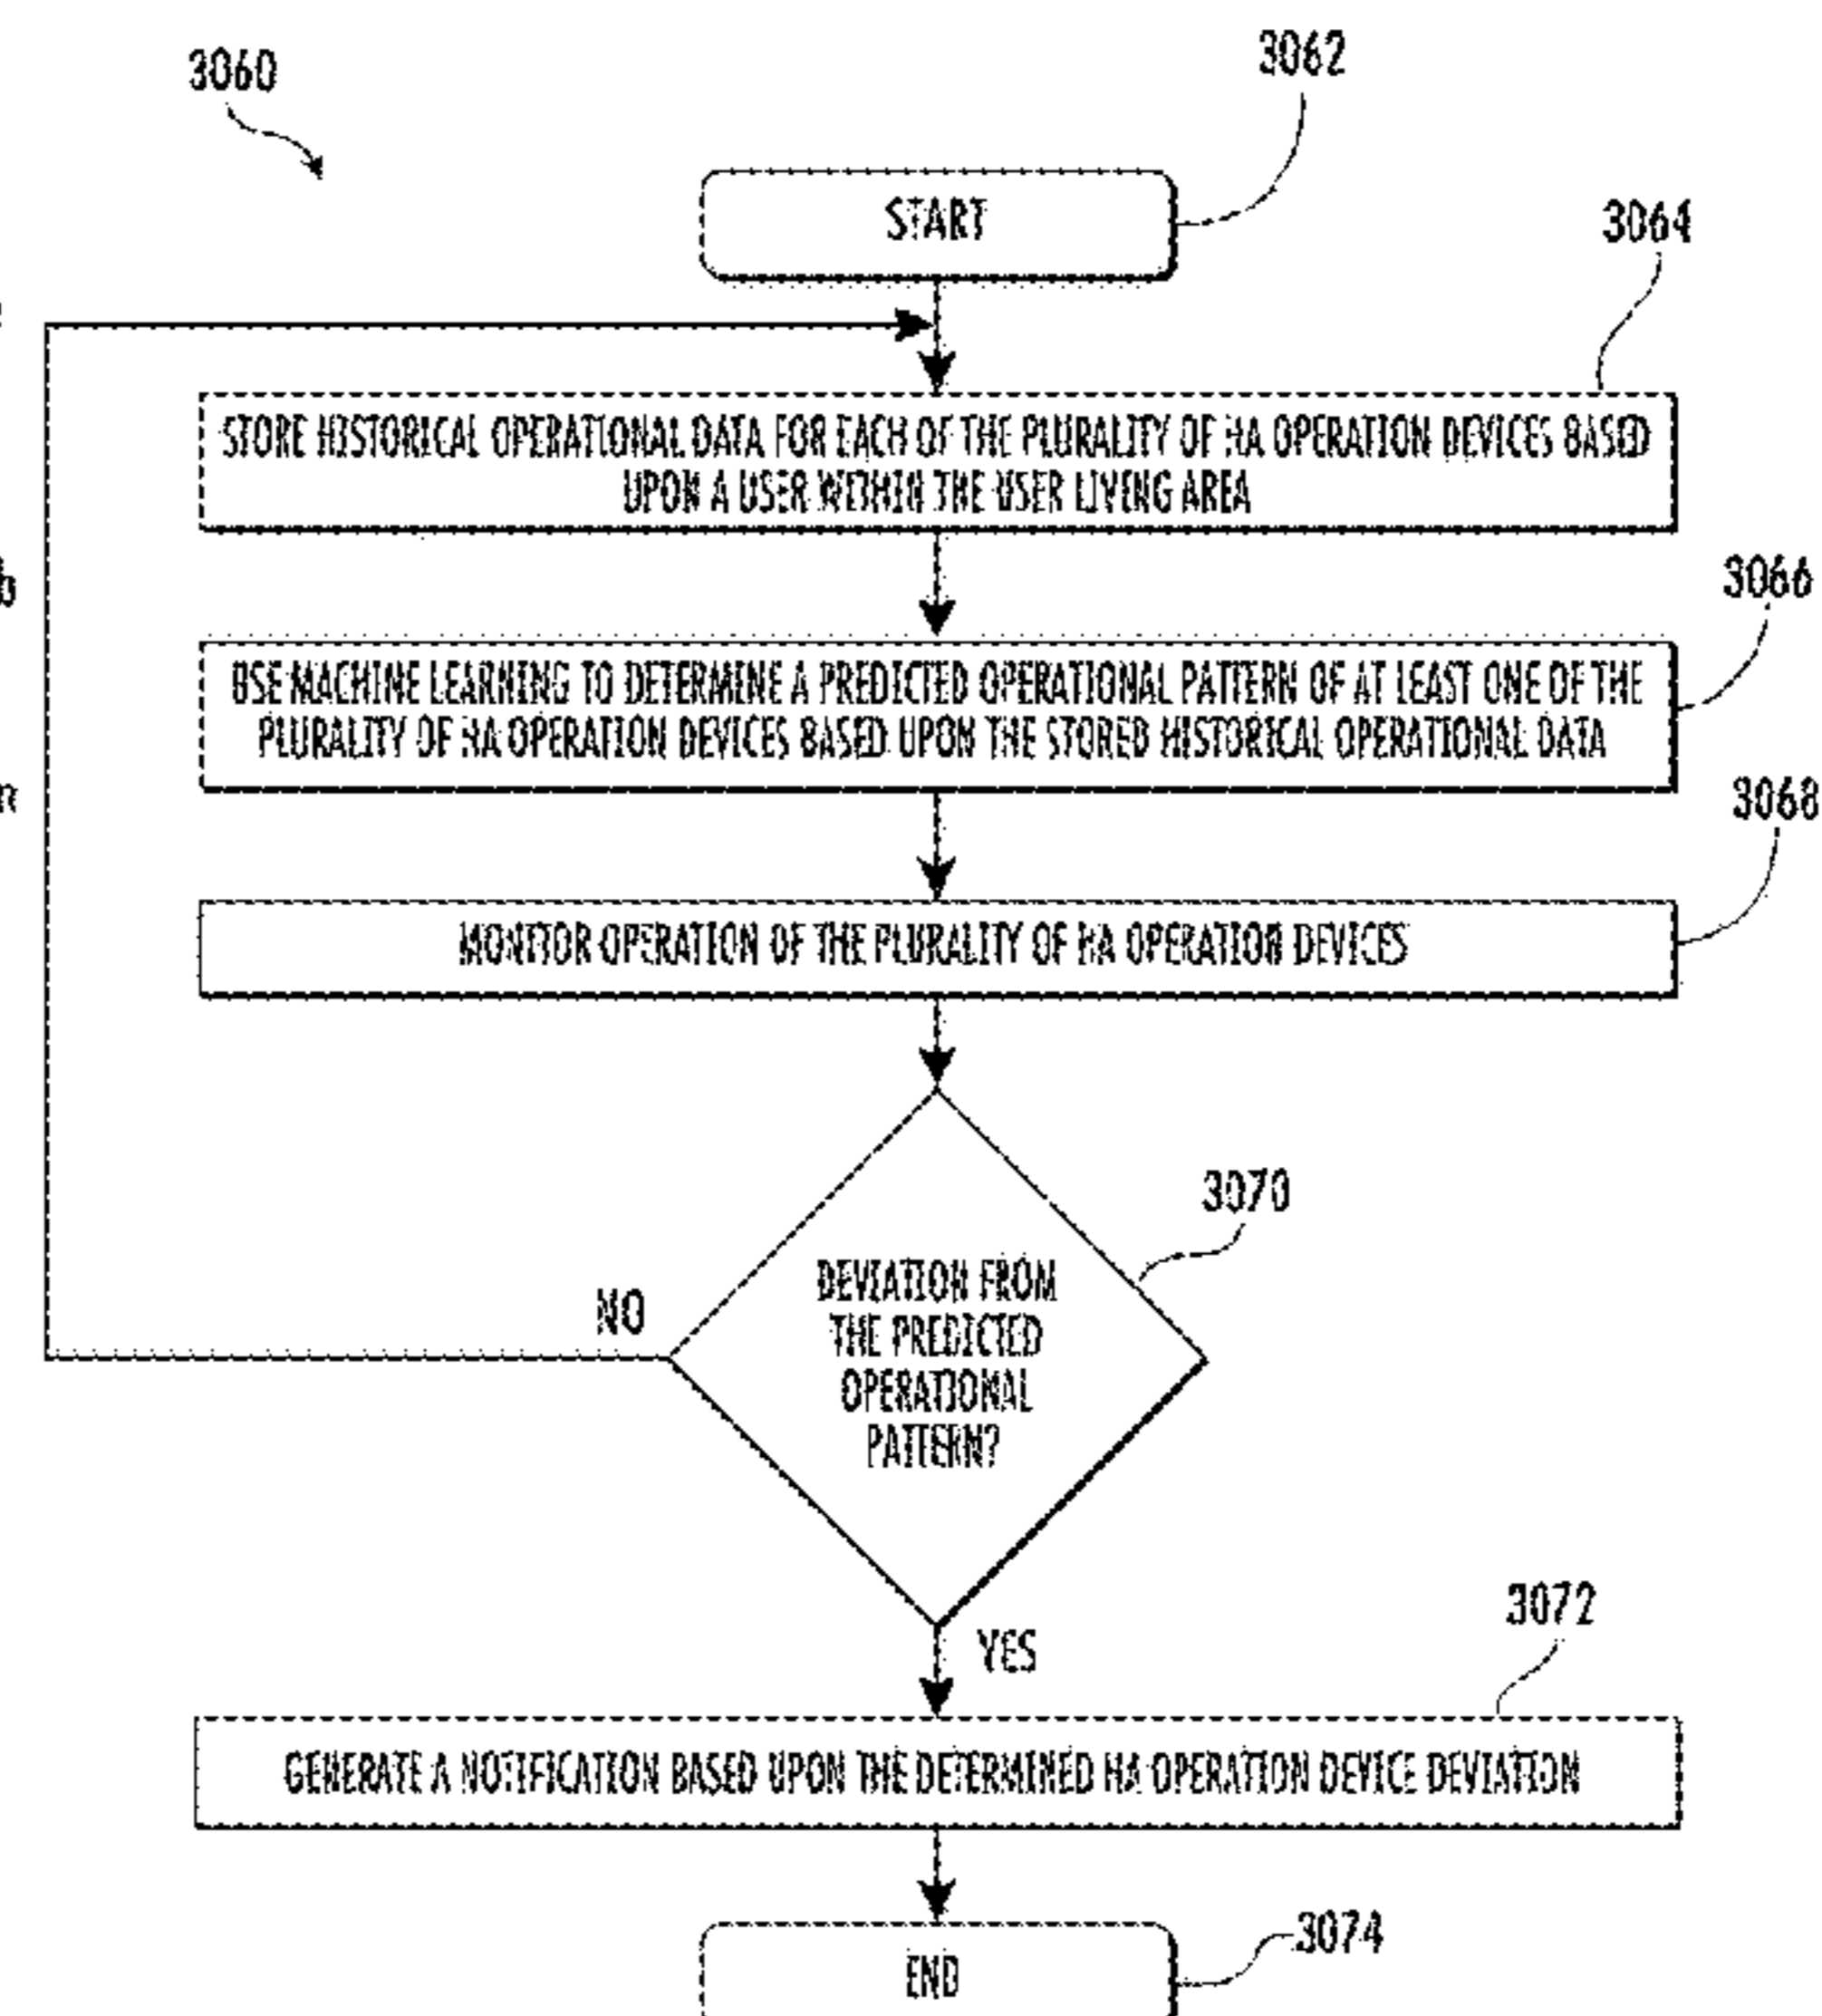 3060
3062
START
3064
STORE HISTORICAL OPERATIONAL DATA FOR EACH OF THE PLURALITY OF HA OPERATION DEVICES BASED
UPON A USER WITHIN THE USER LIVING AREA
3066
USE MACHINE LEARNING TO DETERMINE A PREDICTED OPERATIONAL PATTERN OF AT LEAST ONE OF THE
PLURALITY OF HA OPERATION DEVICES BASED UPON THE STORED HISTORICAL OPERATIONAL DATA
3068
MONITOR OPERATION OF THE PLURALITY OF HA OPERATION DEVICES
3070
DEVIATION FROM
THE PREDICTED
OPERATIONAL
PATTERN?
NO
YES
3072
GENERATE A NOTIFICATION BASED UPON THE DETERMINED HA OPERATION DEVICE DEVIATION
3074
END